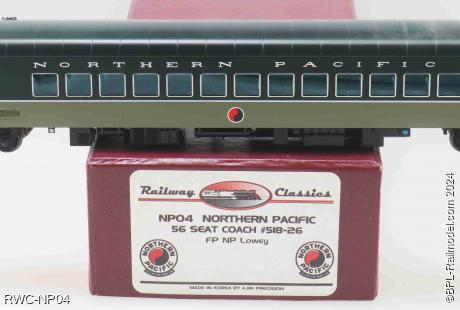 NORTHERN PACIFIC
Railway Classics
NP04 NORTHERN PACIFIC
56 SEAT COACH #518-26
FP NP Lowey
NORTHERN PACIFIC
NORTHERN PACIFIC
MADE IN KOREA BY AJIN PRECISION
RWC-NP04
©BPL-Railmodel.com 2024